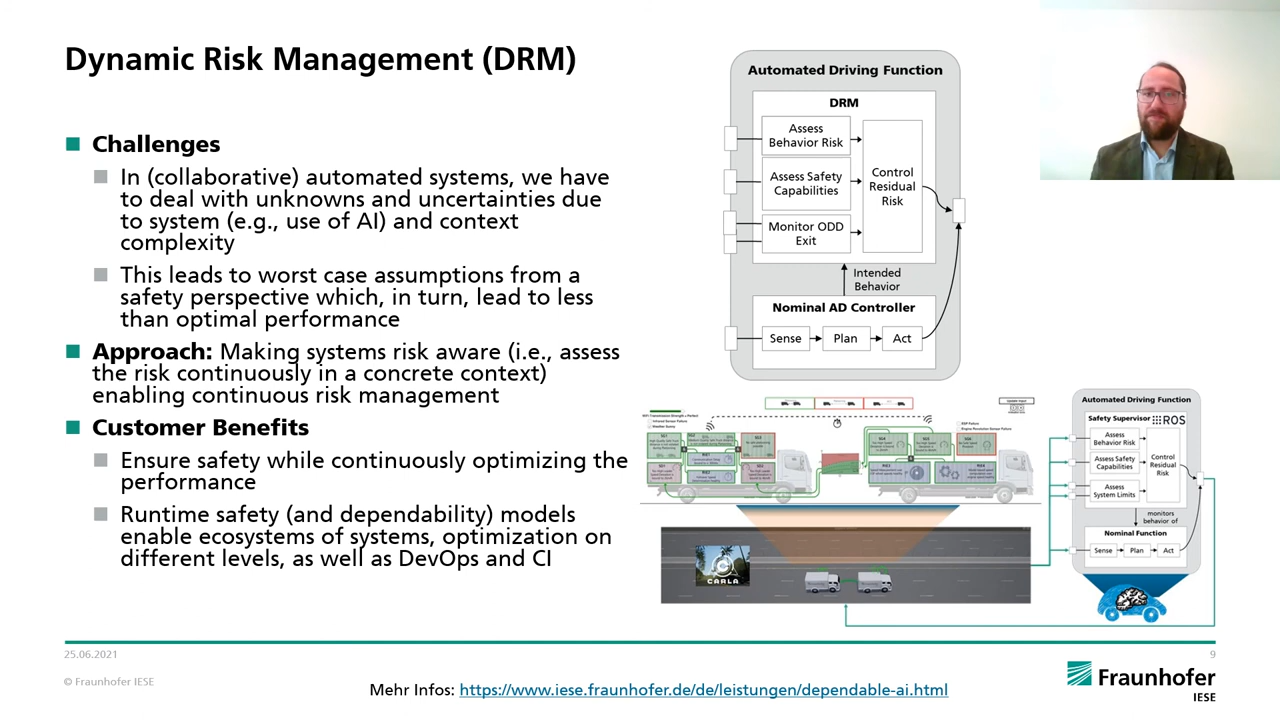 Dynamic Risk Management (DRM)
Challenges
In (collaborative) automated systems, we have
to deal with unknowns and uncertainties due
to system (e.g., use of AI) and context
complexity
This leads to worst case assumptions from a
safety perspective which, in turn, lead to less
than optimal performance
Approach: Making systems risk aware (i.e., assess
the risk continuously in a concrete context)
enabling continuous risk management
Customer Benefits
Ensure safety while continuously optimizing the
performance
Runtime safety (and dependability) models
enable ecosystems of systems, optimization on
different levels, as well as DevOps and CI
Automated Driving Function
DRM
Assess
Behavior Risk
Assess Safety
Capabilities
Monitor ODD
Exit
Control
Residual
Risk
Intended
Behavior
Nominal AD Controller
Sense
Plan
Act
CARLA
Automated Driving Function
Safety Supervisor
ROS
Assess
Behavior Risk
Assess Safety
Capabilities
Assess
System Limits
Control
Residual
Risk
monitors
behavior of
Nominal Function
Sense
Plan
Act
25.06.2021
9
© Fraunhofer IESE
Mehr Infos: https://www.iese.fraunhofer.de/de/leistungen/dependable-ai.html
Fraunhofer
IESE